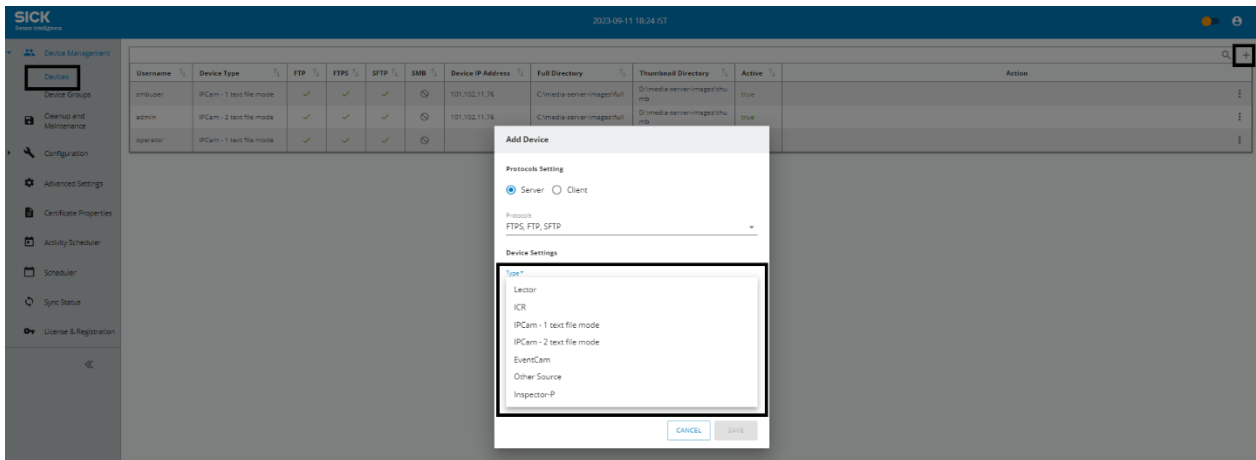 SICK
Sensor Intelligence.
2023-09-11 18:24 IST
Device Management
Devices
Device Groups
Cleanup and
Maintenance
Configuration
Advanced Settings
Certificate Properties
Activity Scheduler
Scheduler
Sync Status
License & Registration
Username Device Type FTP FTPS SFTP SMB Device IP Address Full Directory Thumbnail Directory Active Action
smbuser IPCam - 1 text file mode 101.102.11.76 C:\media-server-images\full D:\media-server-images\thu
mb true
admin IPCam - 2 text file mode 101.102.11.76 C:\media-server-images\full D:\media-server-images\thu
mb true
operator IPCam - 1 text file mode
Add Device
Protocols Setting
Server Client
Protocols
FTPS, FTP, SFTP
Device Settings
Type *
Lector
ICR
IPCam - 1 text file mode
IPCam - 2 text file mode
EventCam
Other Source
Inspector-P
CANCEL SAVE